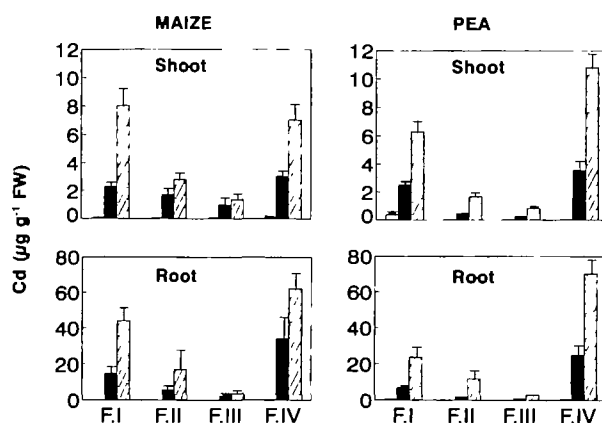 MAIZE PEA
12 Shoot 12 Shoot
10 10
8 8
6 6
4 4
2 2
0 0
Cd (µg g⁻¹ FW)
80 Root 80 Root
60 60
40 40
20 20
0 0
F.I F.II F.III F.IV F.I F.II F.III F.IV